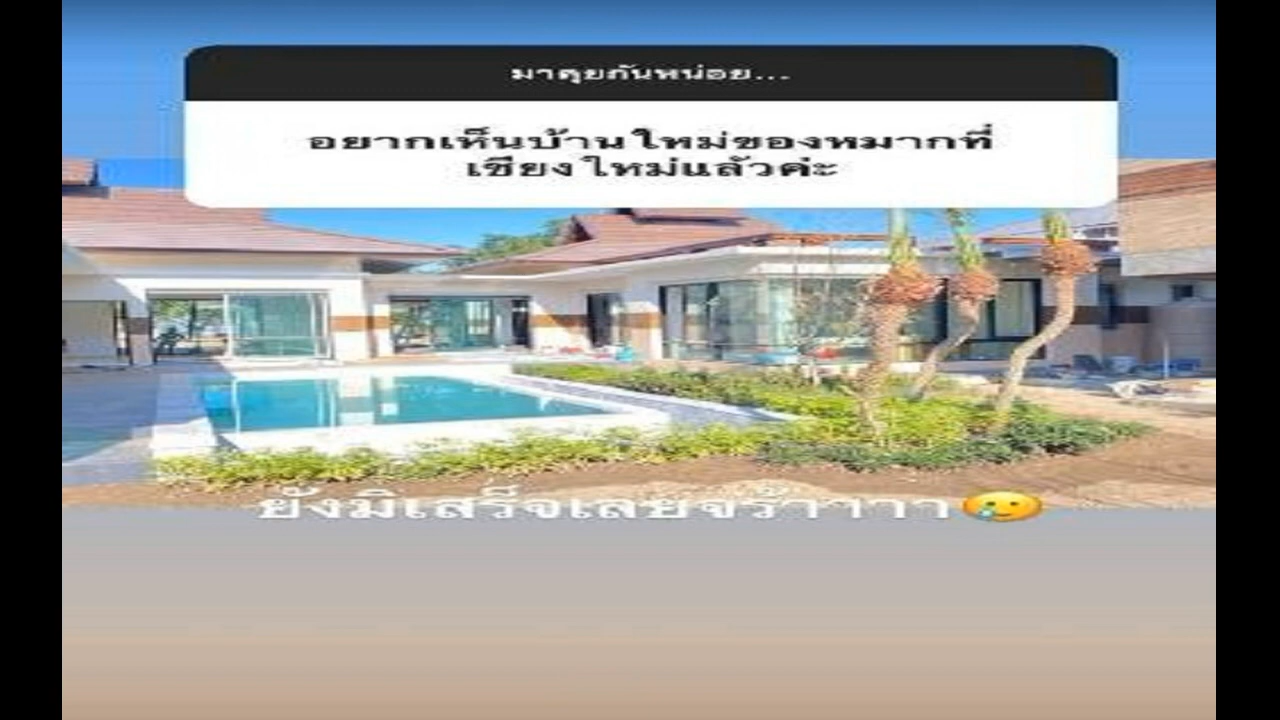 มาคุยกันหน่อย...
อยากเห็นบ้านใหม่ของหมากที่
เชียงใหม่แล้วค่ะ
ยังมิเสร็จเลยจร้าาาาา🥲